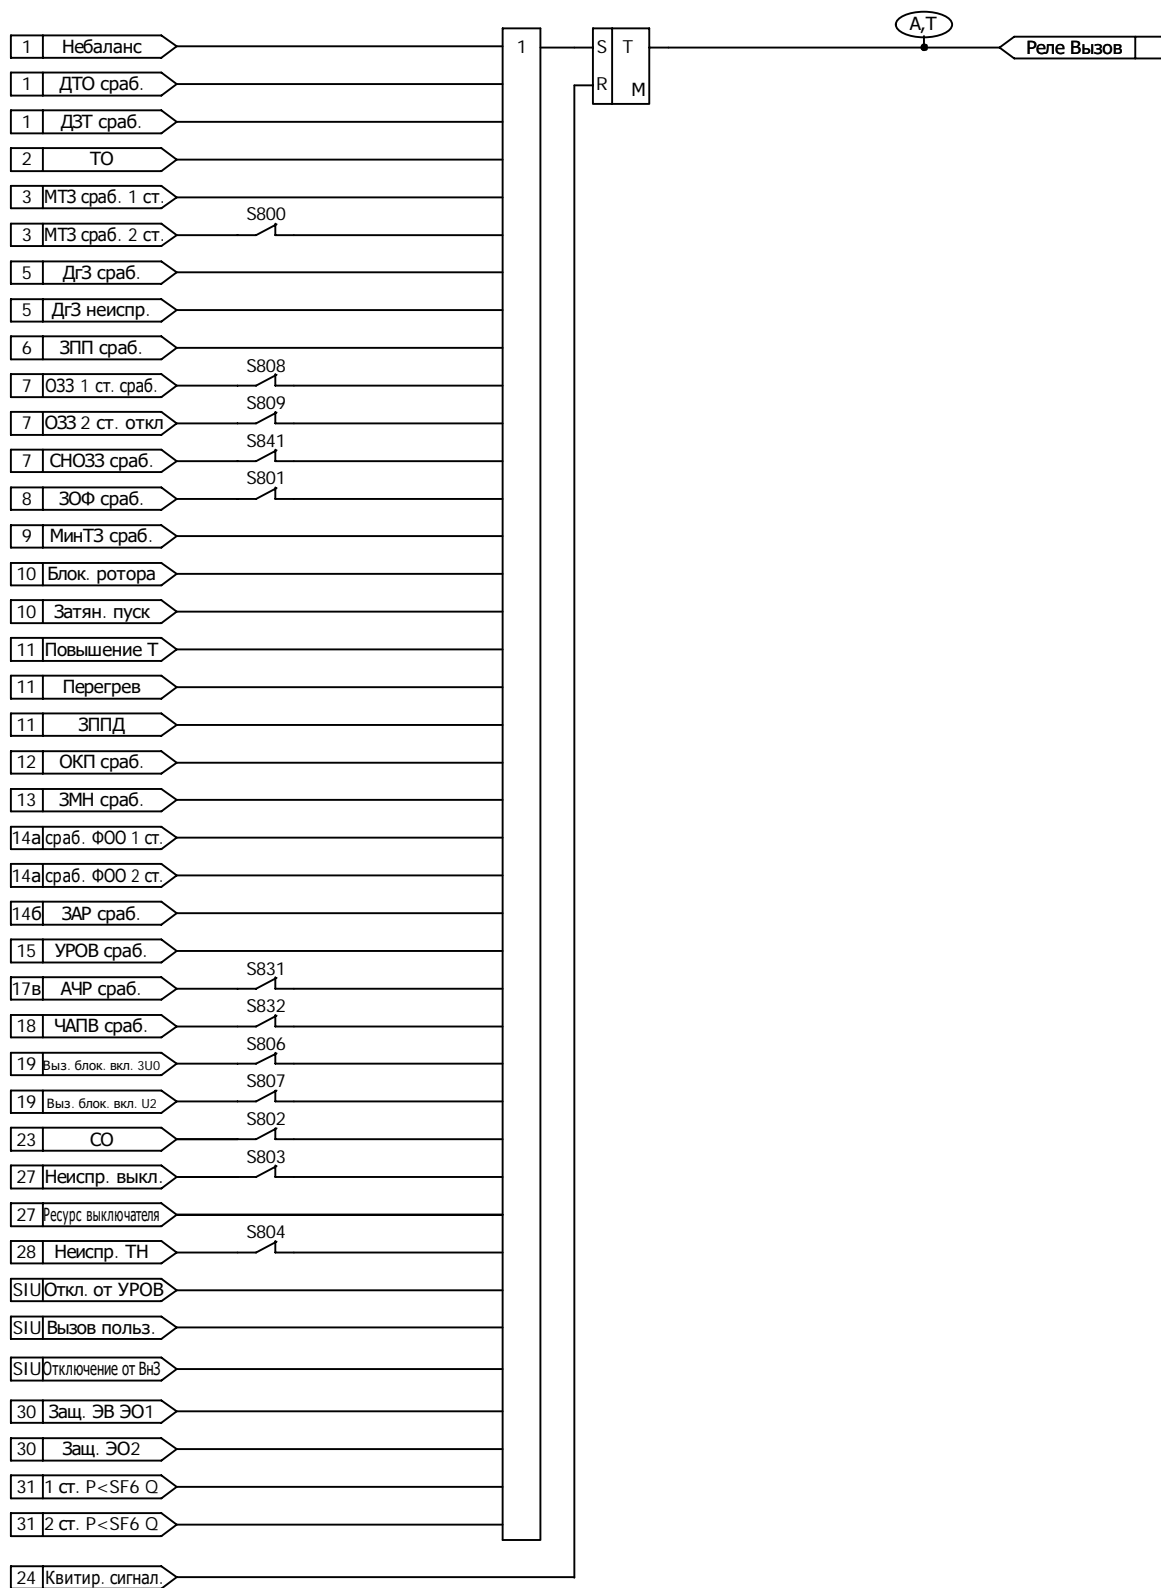 А,Т
1 Небаланс 1 S T Реле Вызов
1 ДТО сраб. R M
1 ДЗТ сраб.
2 ТО
3 МТЗ сраб. 1 ст.
S800
3 МТЗ сраб. 2 ст.
5 ДгЗ сраб.
5 ДгЗ неиспр.
6 ЗПП сраб.
S808
7 ОЗЗ 1 ст. сраб.
S809
7 ОЗЗ 2 ст. откл
S841
7 СНОЗЗ сраб.
S801
8 ЗОФ сраб.
9 МинТЗ сраб.
10 Блок. ротора
10 Затян. пуск
11 Повышение Т
11 Перегрев
11 ЗППД
12 ОКП сраб.
13 ЗМН сраб.
14а сраб. ФОО 1 ст.
14а сраб. ФОО 2 ст.
14б ЗАР сраб.
15 УРОВ сраб.
S831
17в АЧР сраб.
S832
18 ЧАПВ сраб.
S806
19 Выз. блок. вкл. 3U0
S807
19 Выз. блок. вкл. U2
S802
23 СО
S803
27 Неиспр. выкл.
27 Ресурс выключателя
S804
28 Неиспр. ТН
SIU Откл. от УРОВ
SIU Вызов польз.
SIU Отключение от ВнЗ
30 Защ. ЭВ ЭО1
30 Защ. ЭО2
31 1 ст. P<SF6 Q
31 2 ст. P<SF6 Q
24 Квитир. сигнал.